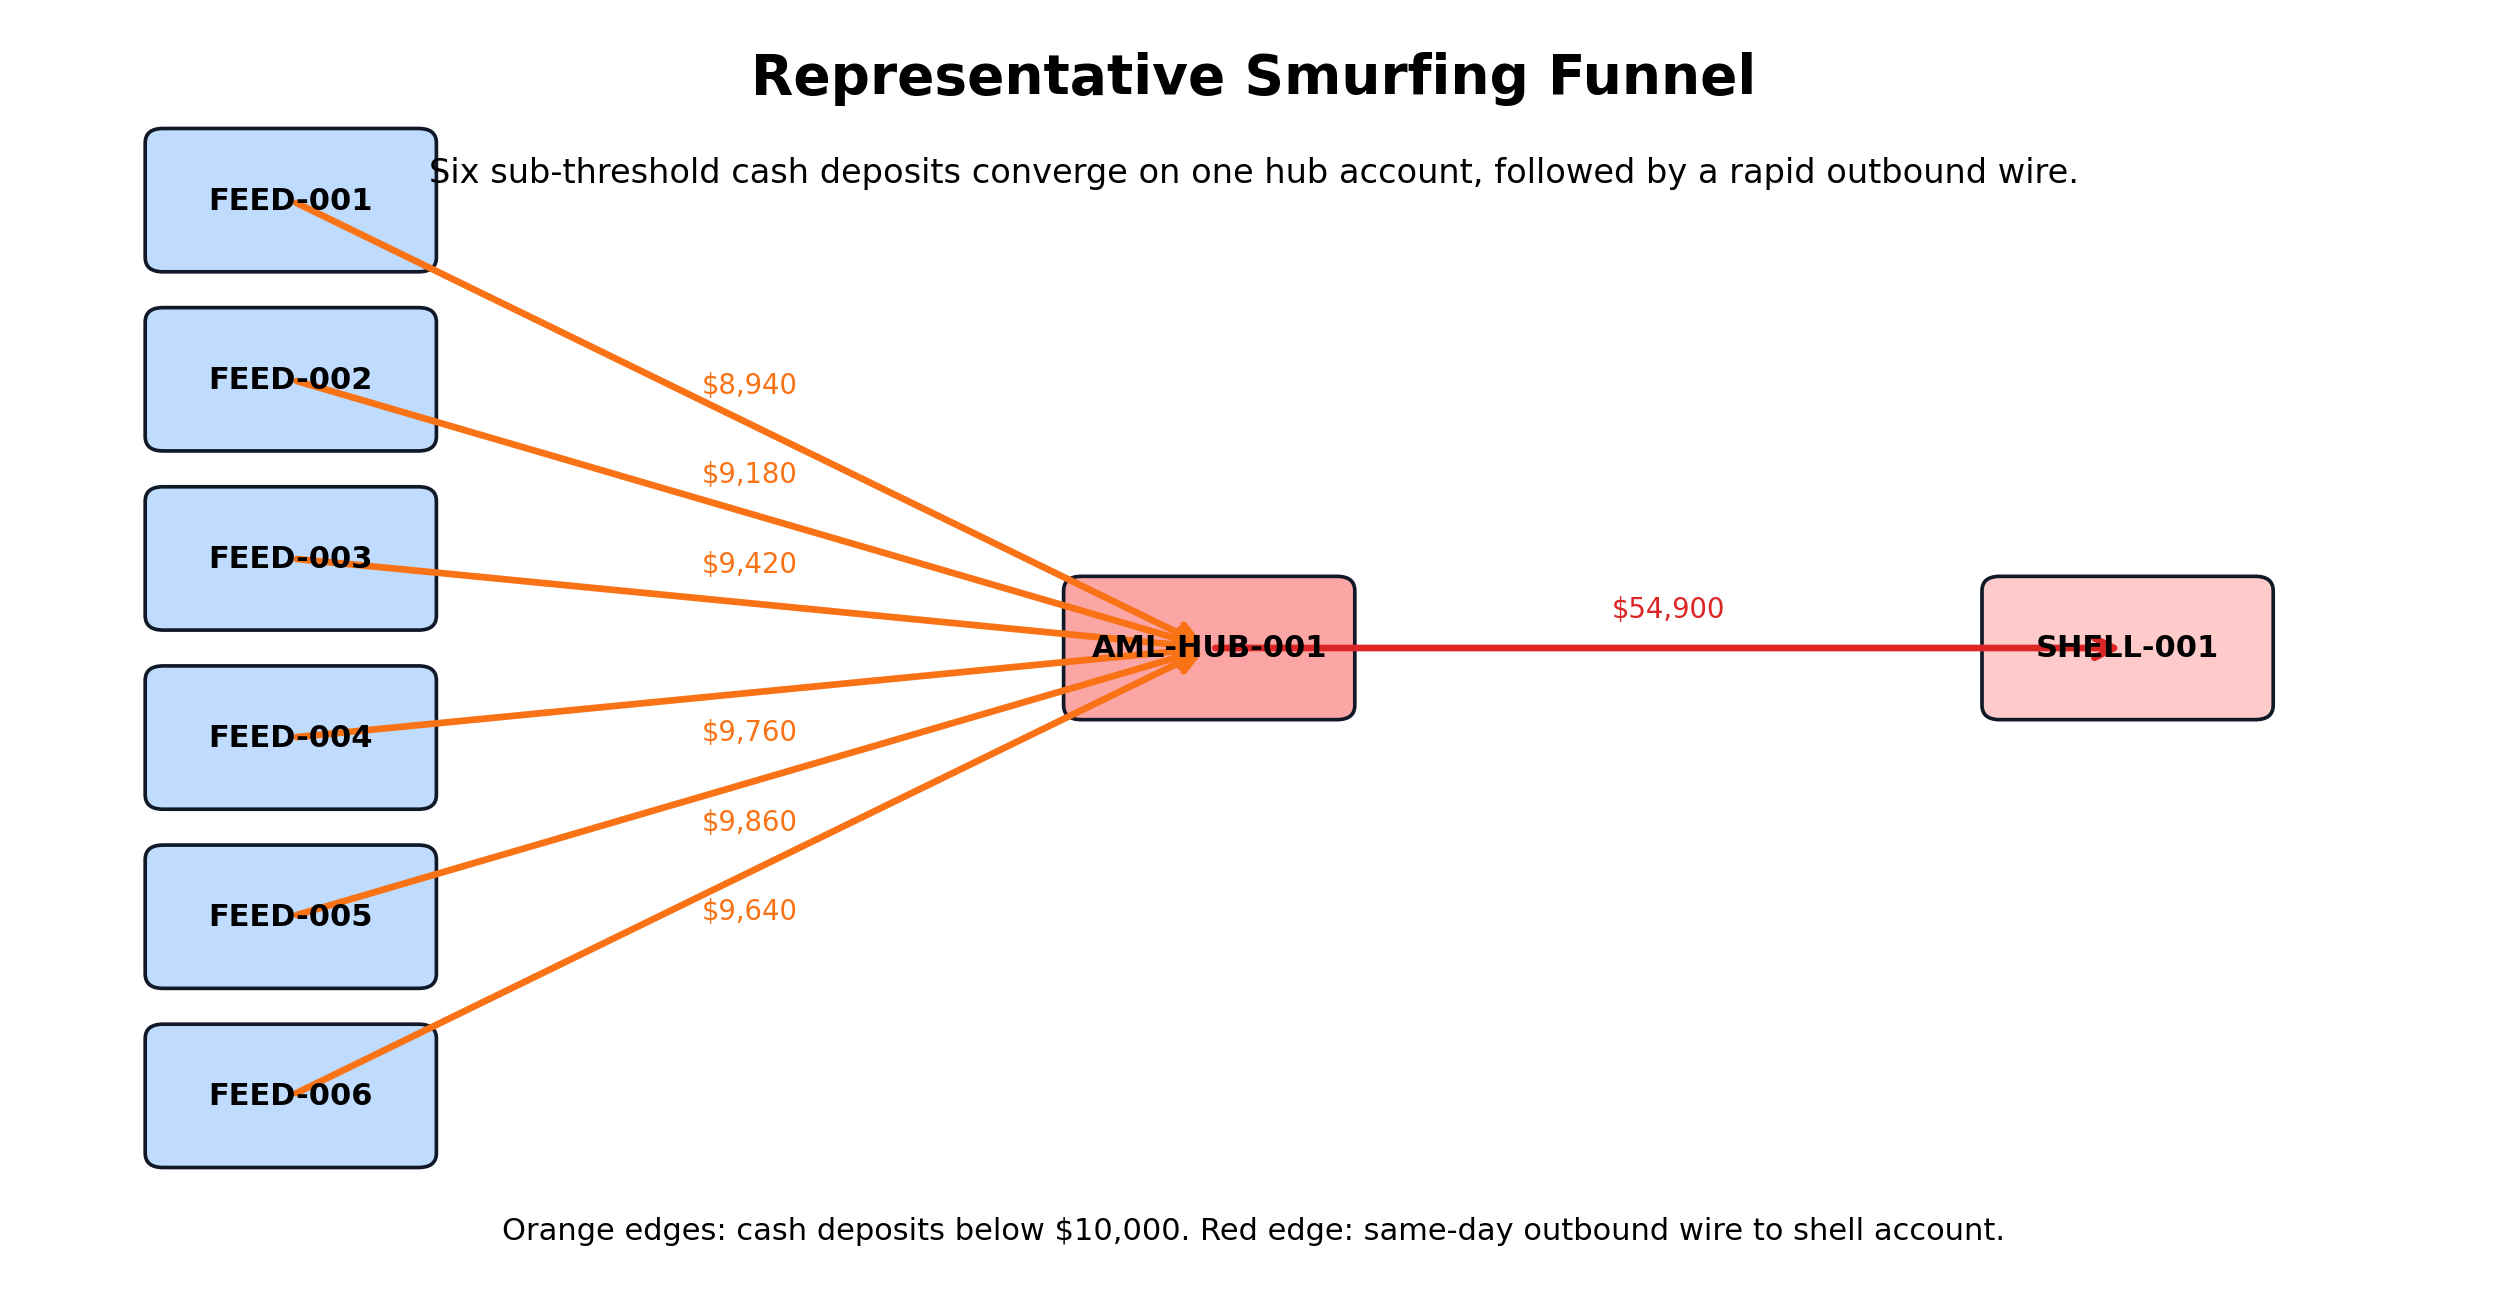 Representative Smurfing Funnel
Six sub-threshold cash deposits converge on one hub account, followed by a rapid outbound wire.
FEED-001
FEED-002
FEED-003
FEED-004
FEED-005
FEED-006
$8,940
$9,180
$9,420
$9,760
$9,860
$9,640
AML-HUB-001
$54,900
SHELL-001
Orange edges: cash deposits below $10,000. Red edge: same-day outbound wire to shell account.